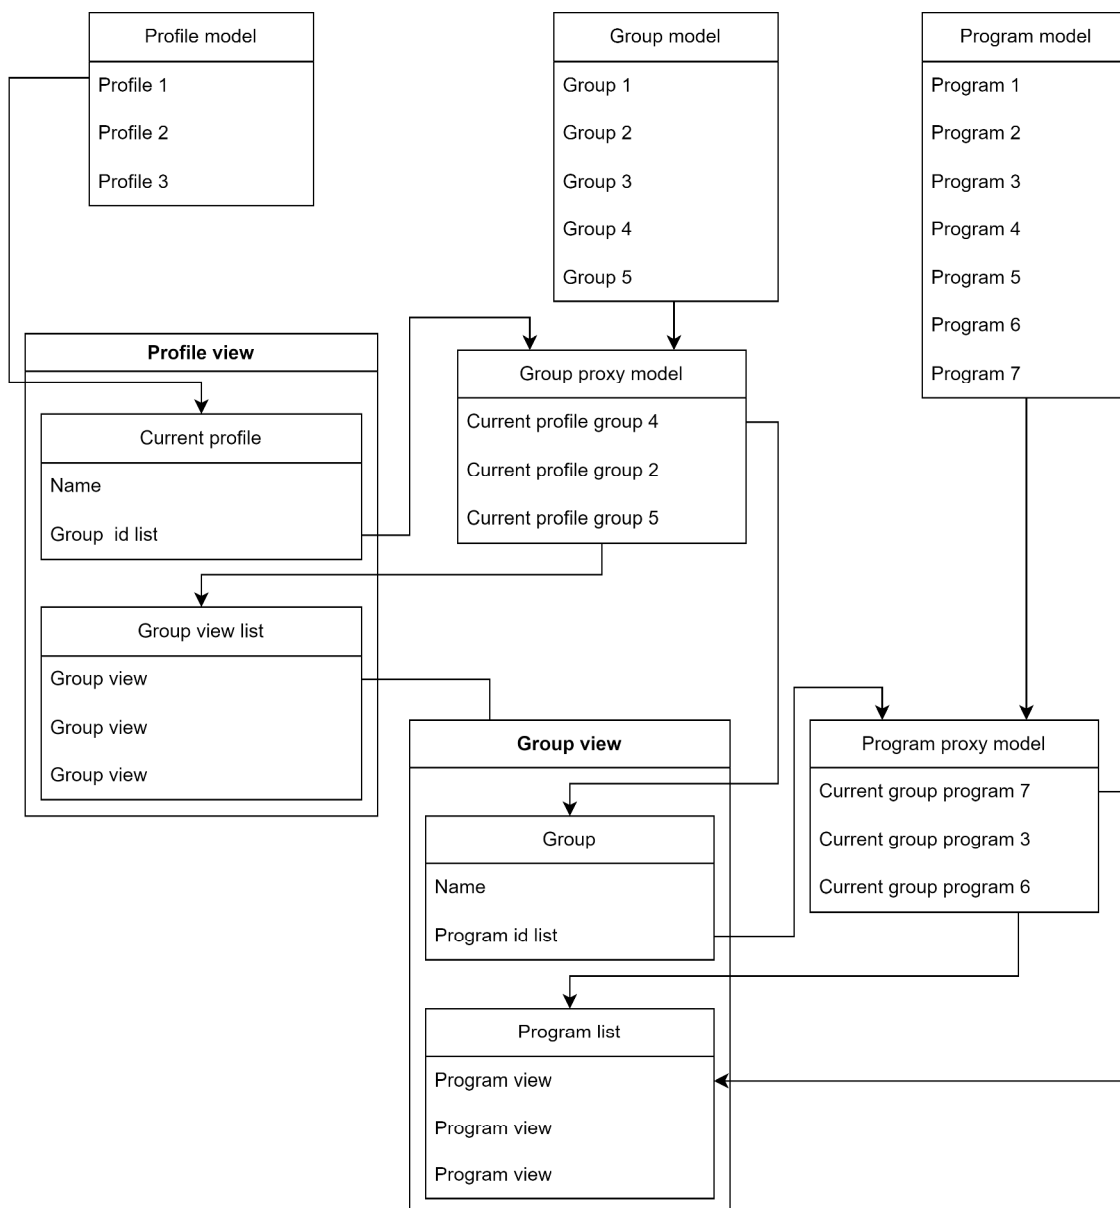 Profile model
Profile 1
Profile 2
Profile 3
Group model
Group 1
Group 2
Group 3
Group 4
Group 5
Program model
Program 1
Program 2
Program 3
Program 4
Program 5
Program 6
Program 7
Profile view
Current profile
Name
Group  id list
Group view list
Group view
Group view
Group view
Group proxy model
Current profile group 4
Current profile group 2
Current profile group 5
Group view
Group
Name
Program id list
Program list
Program view
Program view
Program view
Program proxy model
Current group program 7
Current group program 3
Current group program 6